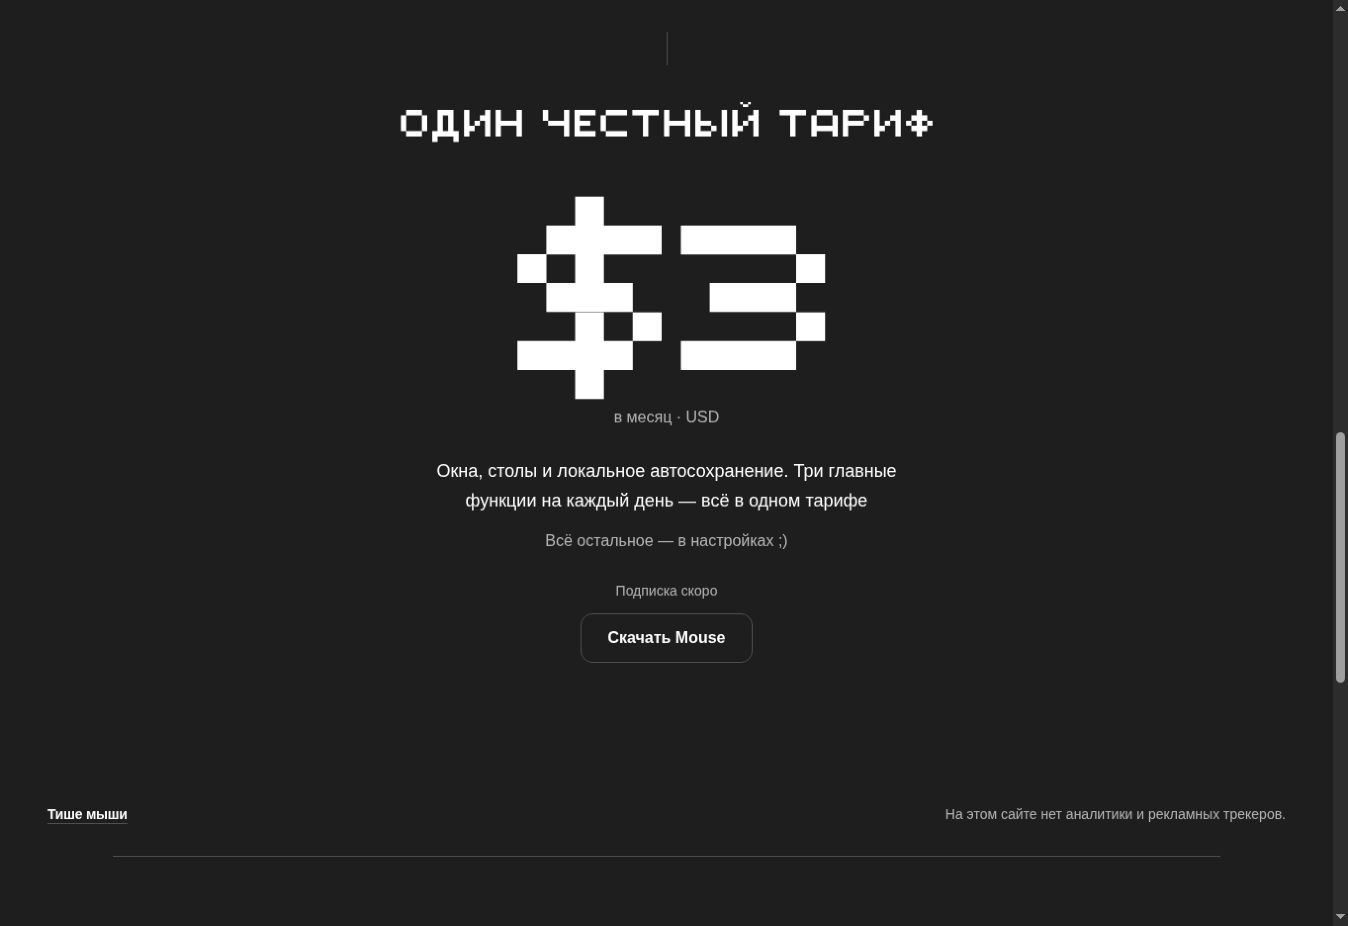 ОДИН ЧЕСТНЫЙ ТАРИФ
$3
в месяц · USD
Окна, столы и локальное автосохранение. Три главные
функции на каждый день — всё в одном тарифе
Всё остальное — в настройках ;)
Подписка скоро
Скачать Mouse
Тише мыши
На этом сайте нет аналитики и рекламных трекеров.